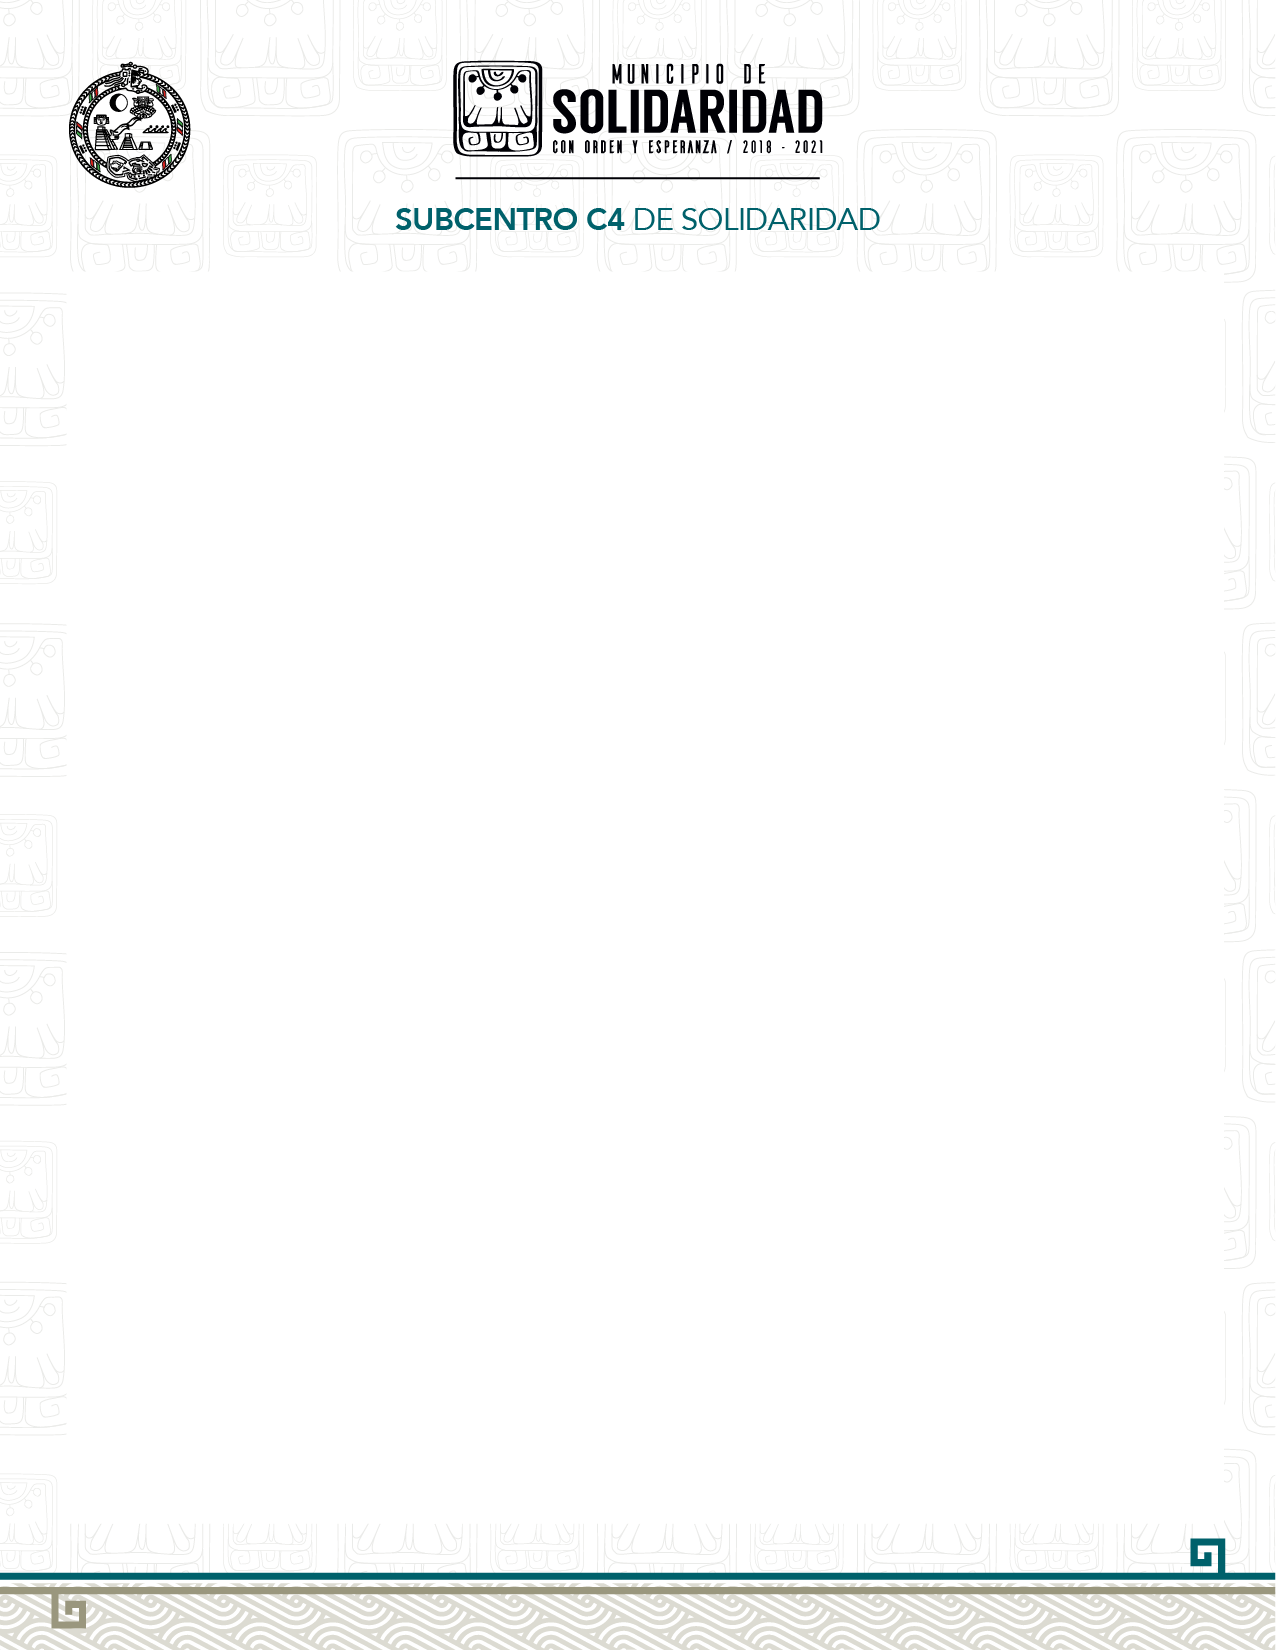 MUNICIPIO DE
SOLIDARIDAD
CON ORDEN Y ESPERANZA / 2018 - 2021
SUBCENTRO C4 DE SOLIDARIDAD